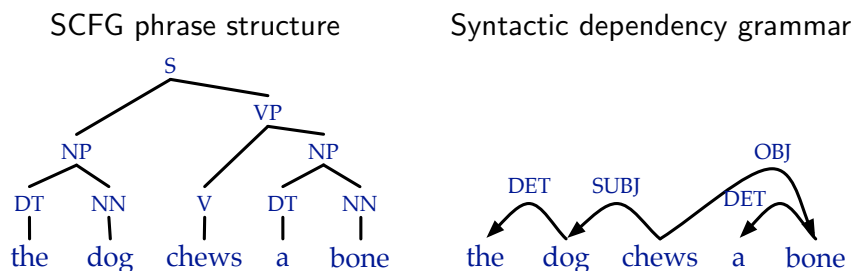 SCFG phrase structure
S
VP
NP
NP
DT
NN
V
DT
NN
the dog chews a bone
Syntactic dependency grammar
OBJ
DET
SUBJ
DET
the dog chews a bone